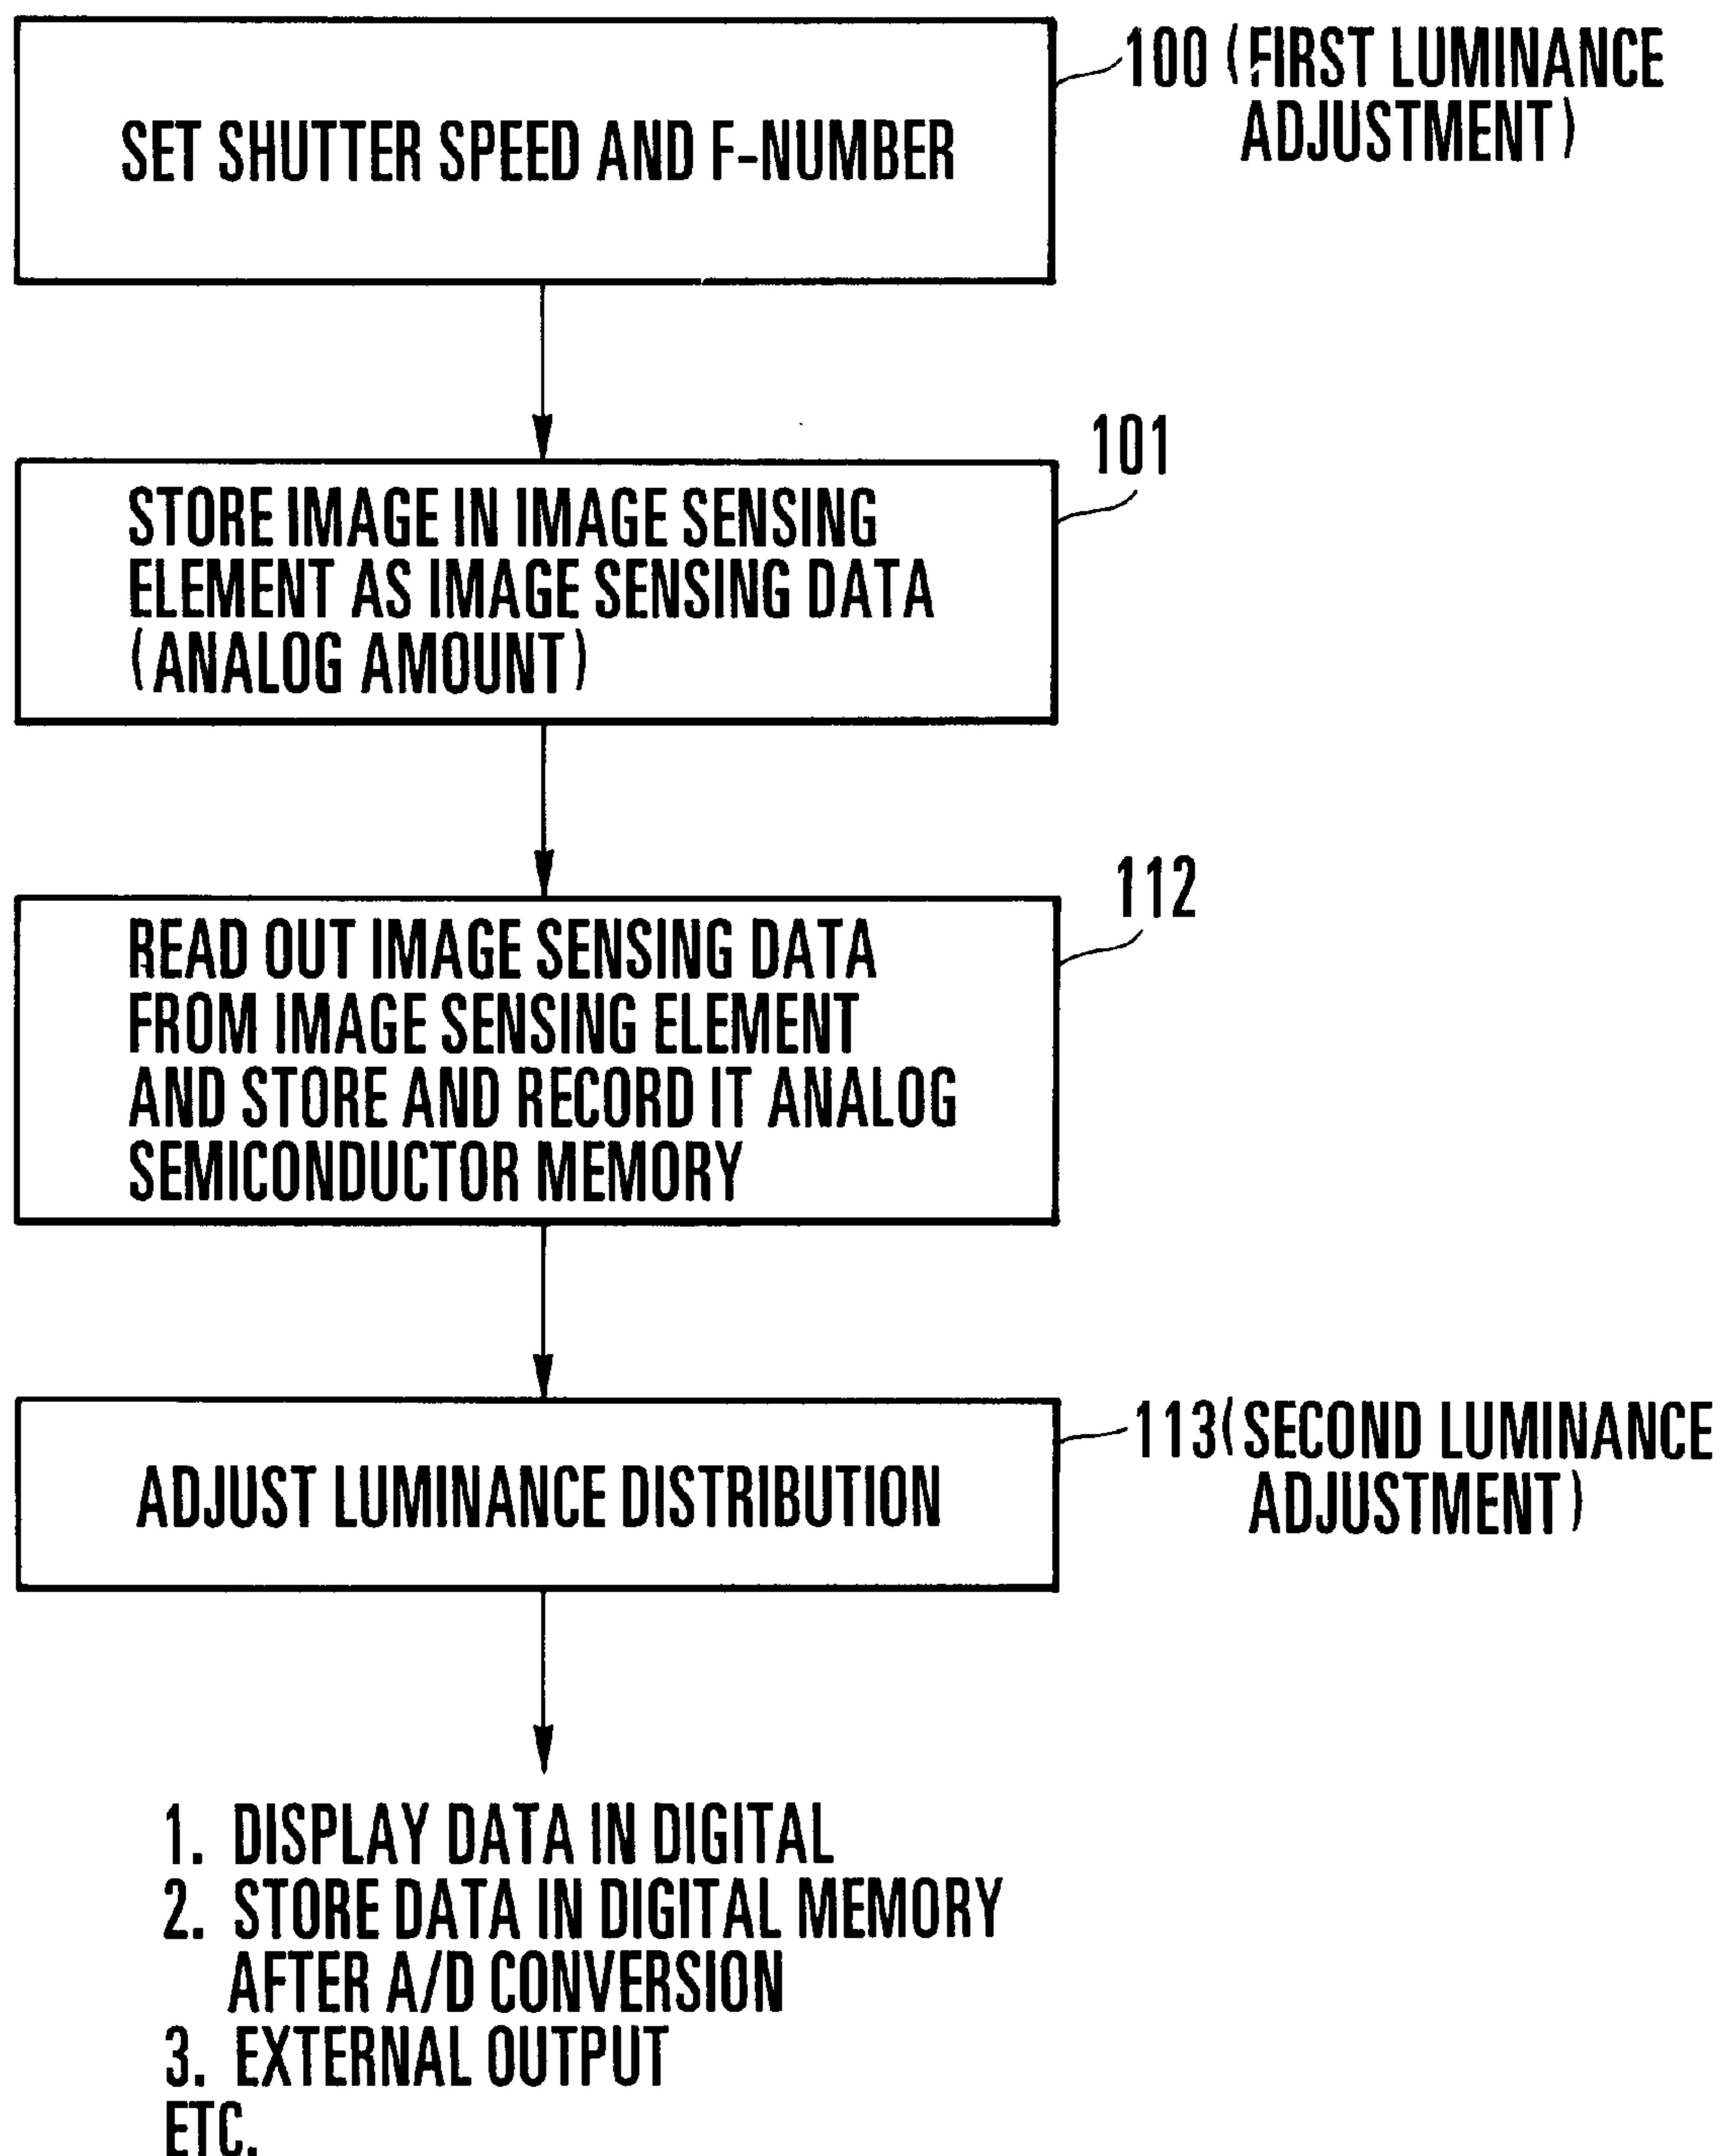 SET SHUTTER SPEED AND F-NUMBER
100 (FIRST LUMINANCE
ADJUSTMENT)
101
STORE IMAGE IN IMAGE SENSING
ELEMENT AS IMAGE SENSING DATA
(ANALOG AMOUNT)
112
READ OUT IMAGE SENSING DATA
FROM IMAGE SENSING ELEMENT
AND STORE AND RECORD IT ANALOG
SEMICONDUCTOR MEMORY
ADJUST LUMINANCE DISTRIBUTION
113(SECOND LUMINANCE
ADJUSTMENT)
1. DISPLAY DATA IN DIGITAL
2. STORE DATA IN DIGITAL MEMORY
AFTER A/D CONVERSION
3. EXTERNAL OUTPUT
ETC.